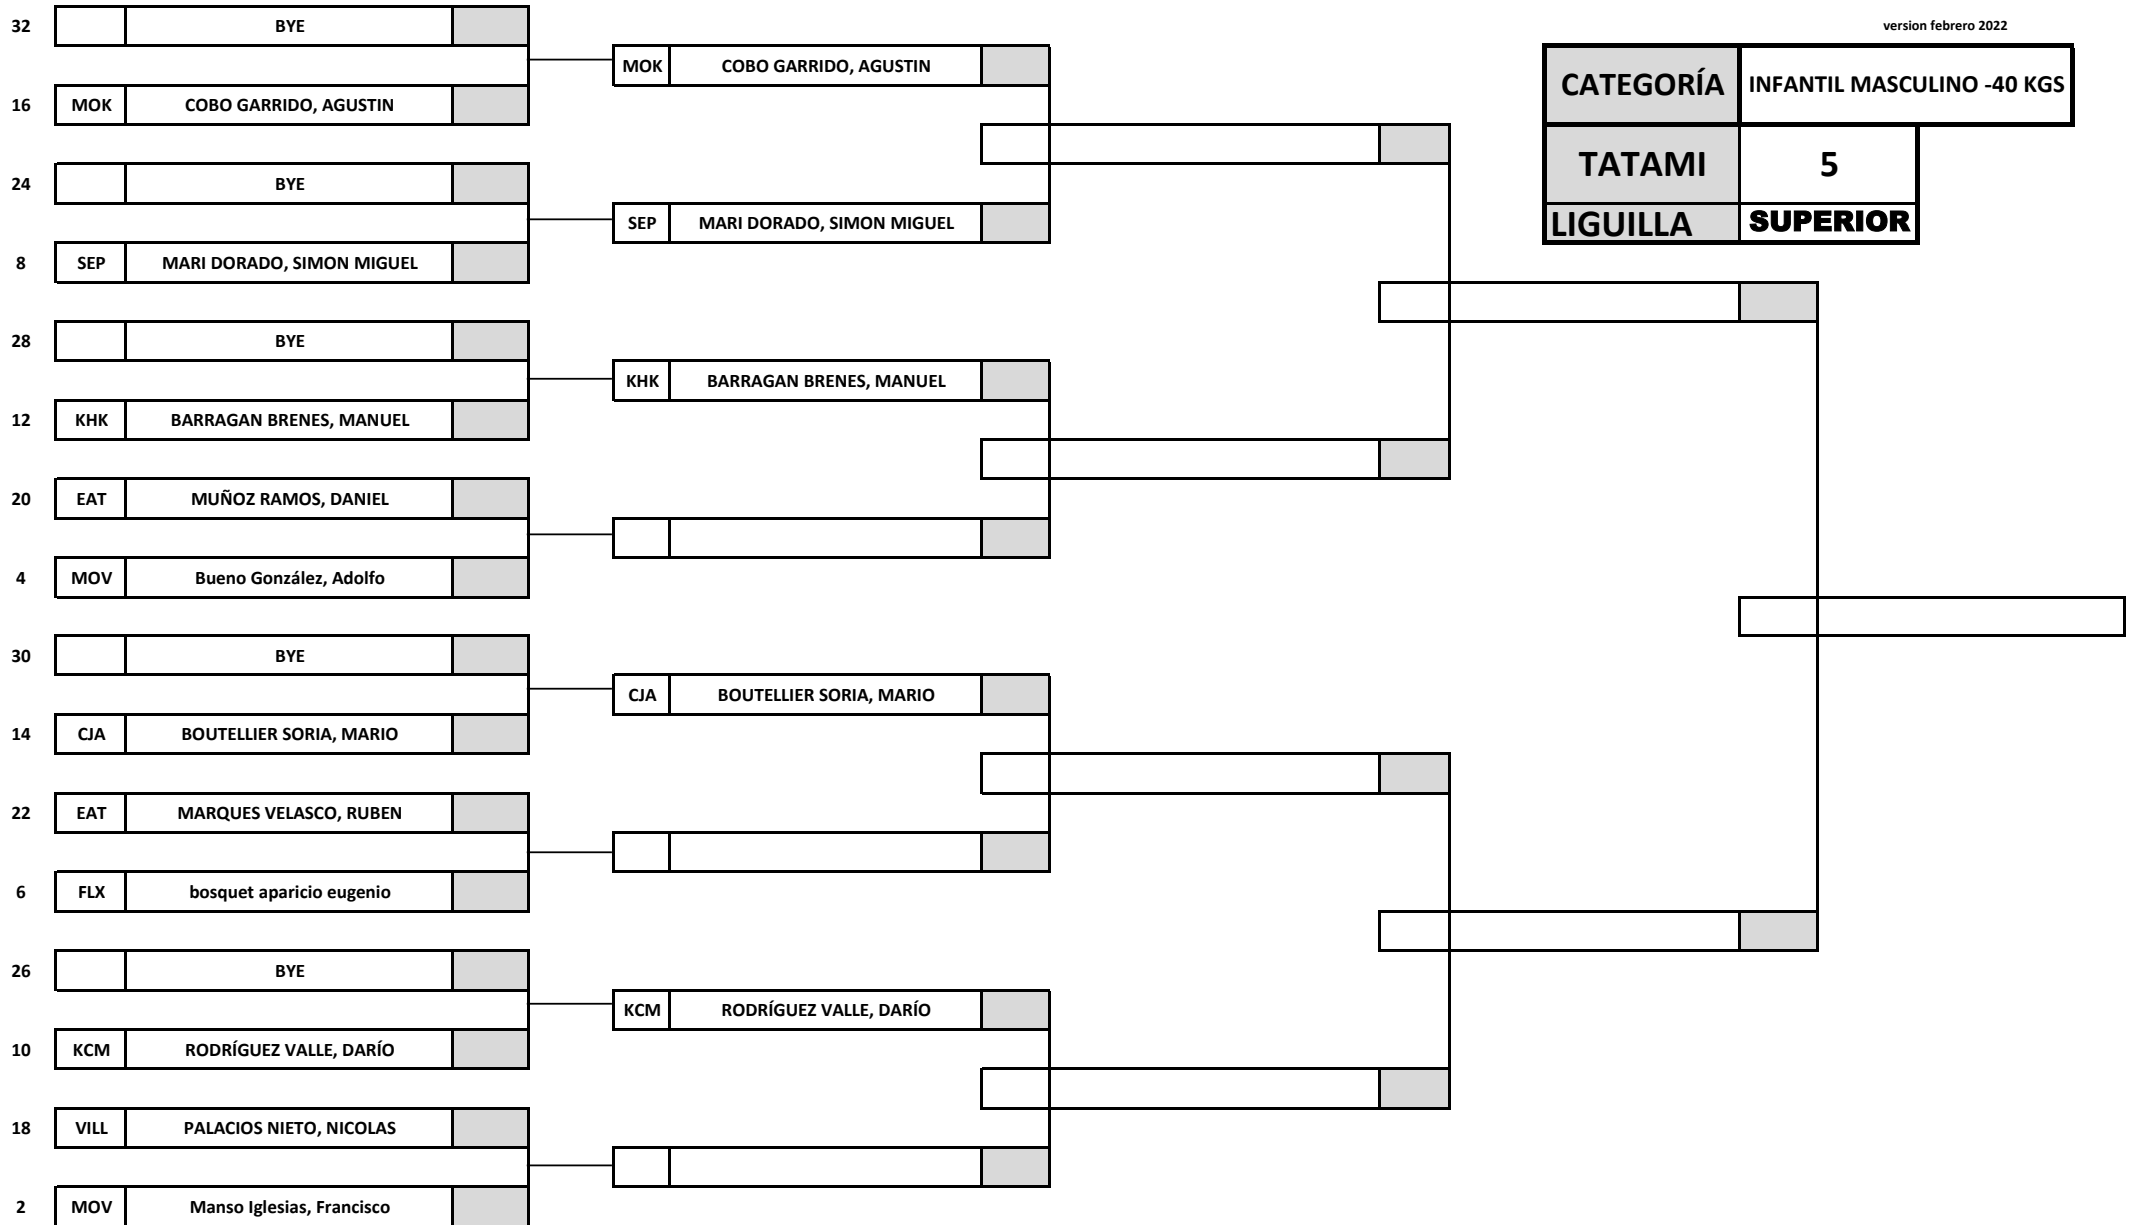 version febrero 2022
CATEGORÍA INFANTIL MASCULINO -40 KGS
TATAMI 5
LIGUILLA SUPERIOR
32 BYE
MOK COBO GARRIDO, AGUSTIN
16 MOK COBO GARRIDO, AGUSTIN
24 BYE
SEP MARI DORADO, SIMON MIGUEL
8 SEP MARI DORADO, SIMON MIGUEL
28 BYE
KHK BARRAGAN BRENES, MANUEL
12 KHK BARRAGAN BRENES, MANUEL
20 EAT MUÑOZ RAMOS, DANIEL
4 MOV Bueno González, Adolfo
30 BYE
CJA BOUTELLIER SORIA, MARIO
14 CJA BOUTELLIER SORIA, MARIO
22 EAT MARQUES VELASCO, RUBEN
6 FLX bosquet aparicio eugenio
26 BYE
KCM RODRÍGUEZ VALLE, DARÍO
10 KCM RODRÍGUEZ VALLE, DARÍO
18 VILL PALACIOS NIETO, NICOLAS
2 MOV Manso Iglesias, Francisco